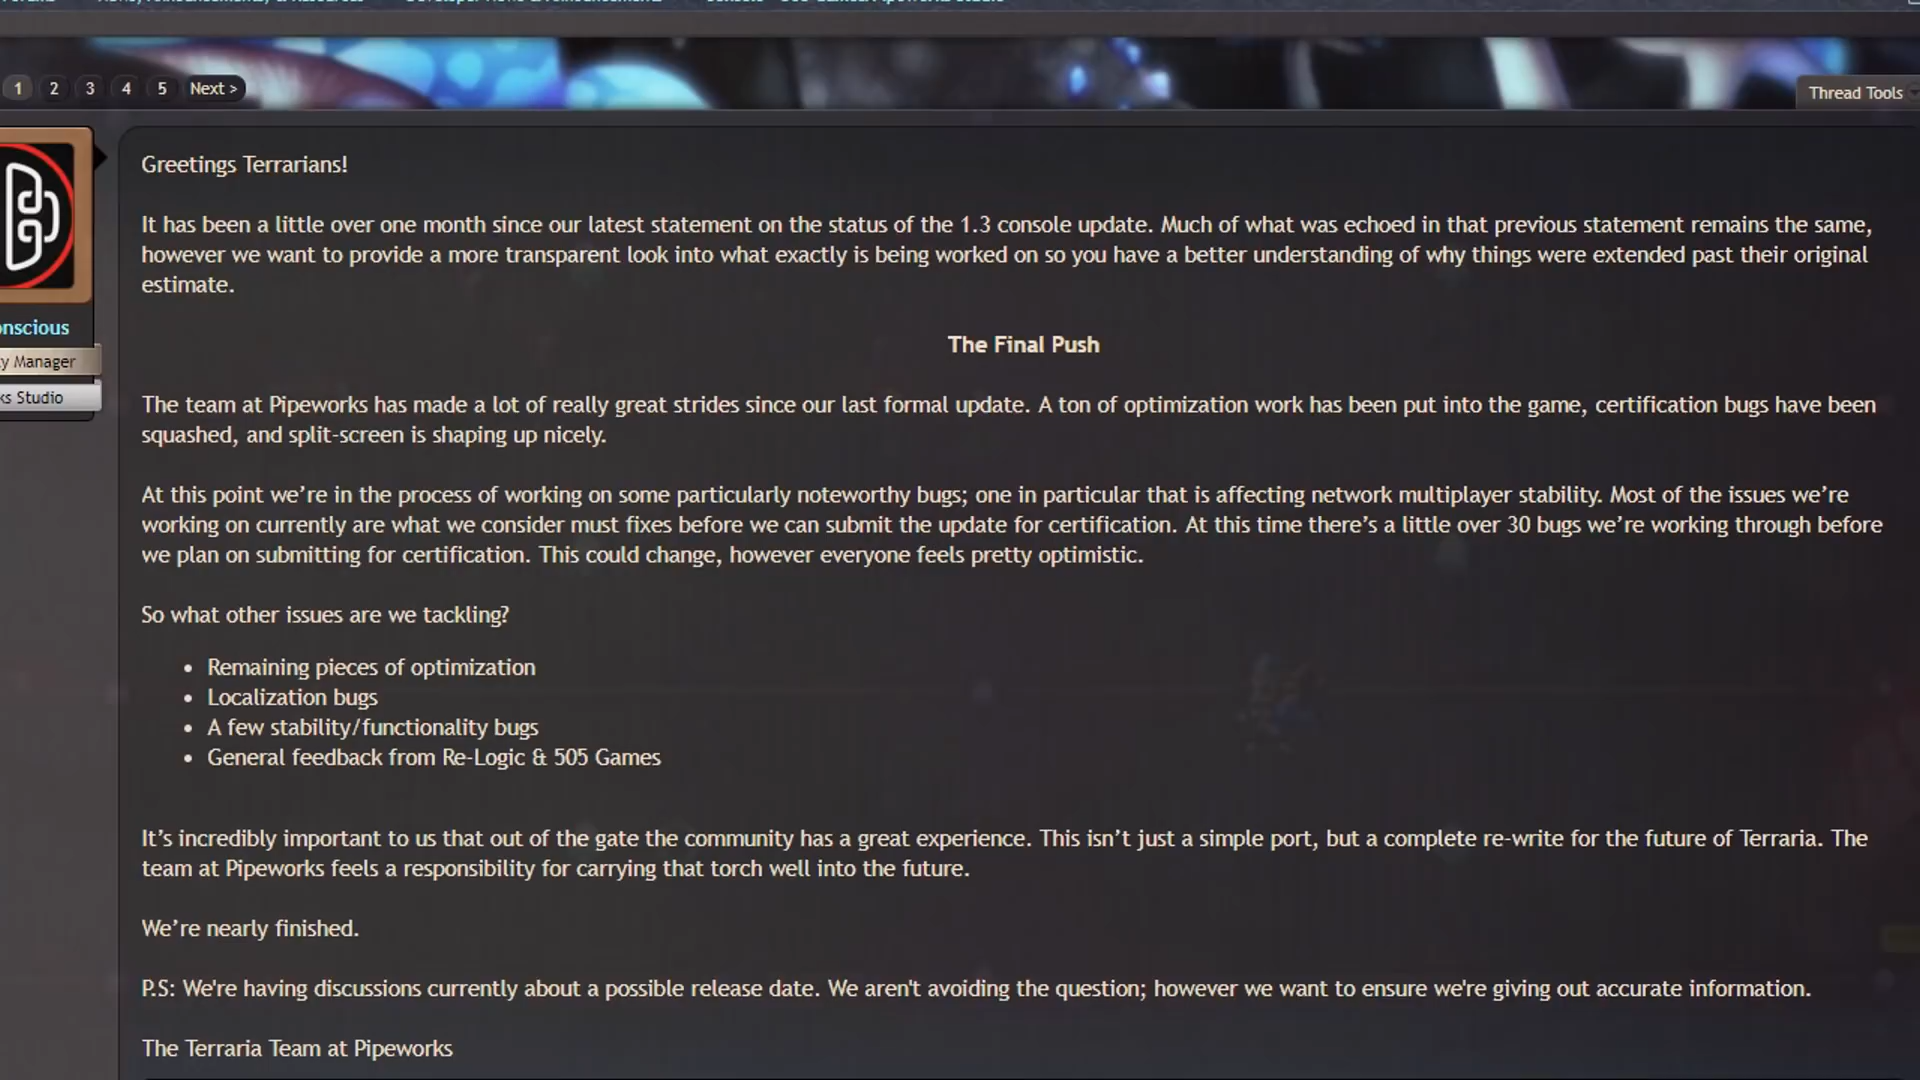 1 2 3 4 5 Next >
Thread Tools
Greetings Terrarians!
It has been a little over one month since our latest statement on the status of the 1.3 console update. Much of what was echoed in that previous statement remains the same,
however we want to provide a more transparent look into what exactly is being worked on so you have a better understanding of why things were extended past their original
estimate.
onscious
y Manager
ks Studio
The Final Push
The team at Pipeworks has made a lot of really great strides since our last formal update. A ton of optimization work has been put into the game, certification bugs have been
squashed, and split-screen is shaping up nicely.
At this point we’re in the process of working on some particularly noteworthy bugs; one in particular that is affecting network multiplayer stability. Most of the issues we’re
working on currently are what we consider must fixes before we can submit the update for certification. At this time there’s a little over 30 bugs we’re working through before
we plan on submitting for certification. This could change, however everyone feels pretty optimistic.
So what other issues are we tackling?
• Remaining pieces of optimization
• Localization bugs
• A few stability/functionality bugs
• General feedback from Re-Logic & 505 Games
It’s incredibly important to us that out of the gate the community has a great experience. This isn’t just a simple port, but a complete re-write for the future of Terraria. The
team at Pipeworks feels a responsibility for carrying that torch well into the future.
We’re nearly finished.
P.S: We're having discussions currently about a possible release date. We aren't avoiding the question; however we want to ensure we're giving out accurate information.
The Terraria Team at Pipeworks